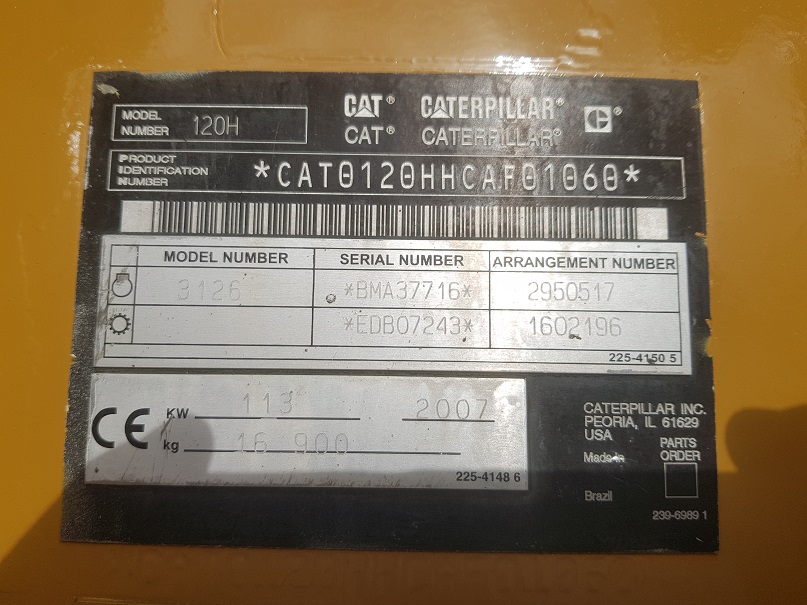 MODEL NUMBER 120H
CAT® CATERPILLAR®
CAT® CATERPILLAR®
PRODUCT IDENTIFICATION NUMBER *CAT0120HHCAF01060*
MODEL NUMBER SERIAL NUMBER ARRANGEMENT NUMBER
3126 *BMA37716* 2950517
*EDB07243* 1602196
225-4150 5
CE KW 113 2007
kg 16 900
225-4148 6
CATERPILLAR INC.
PEORIA, IL 61629
USA
Made in
Brazil
PARTS
ORDER
239-6989 1